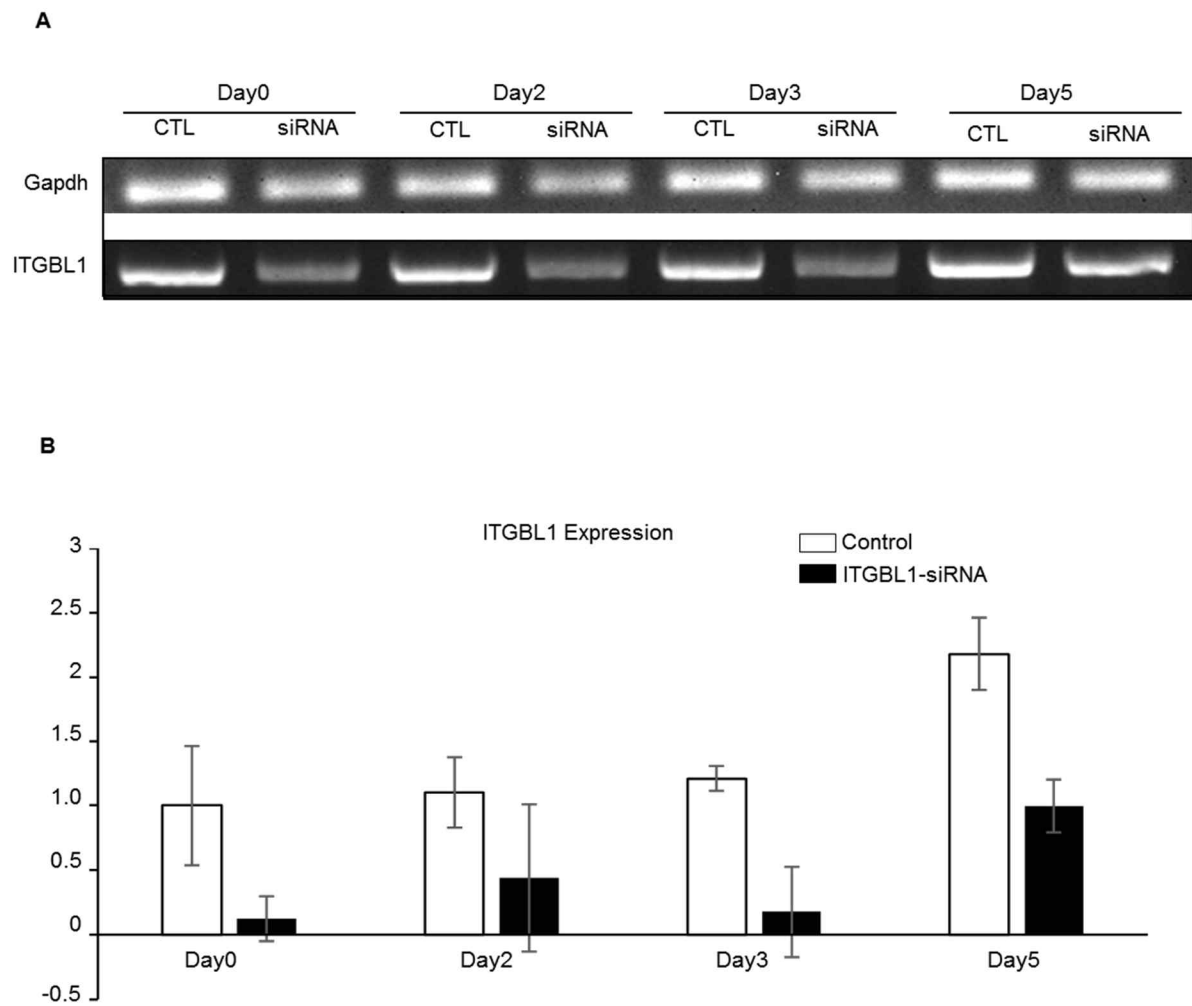 A
Day0 Day2 Day3 Day5
CTL siRNA CTL siRNA CTL siRNA CTL siRNA
Gapdh
ITGBL1
B
ITGBL1 Expression
Control
ITGBL1-siRNA
3
2.5
2
1.5
1.0
0.5
0
-0.5
Day0 Day2 Day3 Day5